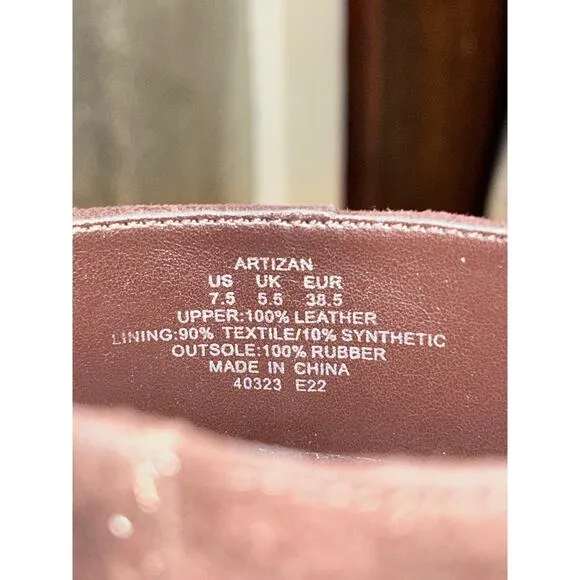 ARTIZAN
US UK EUR
7.5 5.5 38.5
UPPER:100% LEATHER
LINING:90% TEXTILE/10% SYNTHETIC
OUTSOLE:100% RUBBER
MADE IN CHINA
40323 E22